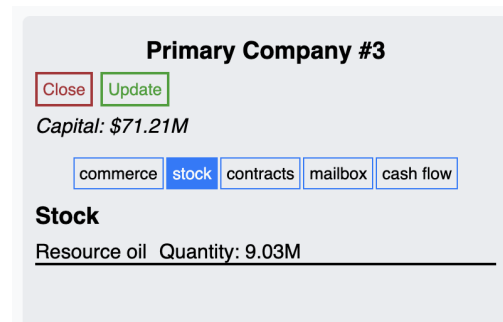 Primary Company #3
Close Update
Capital: $71.21M
commerce stock contracts mailbox cash flow
Stock
Resource oil Quantity: 9.03M